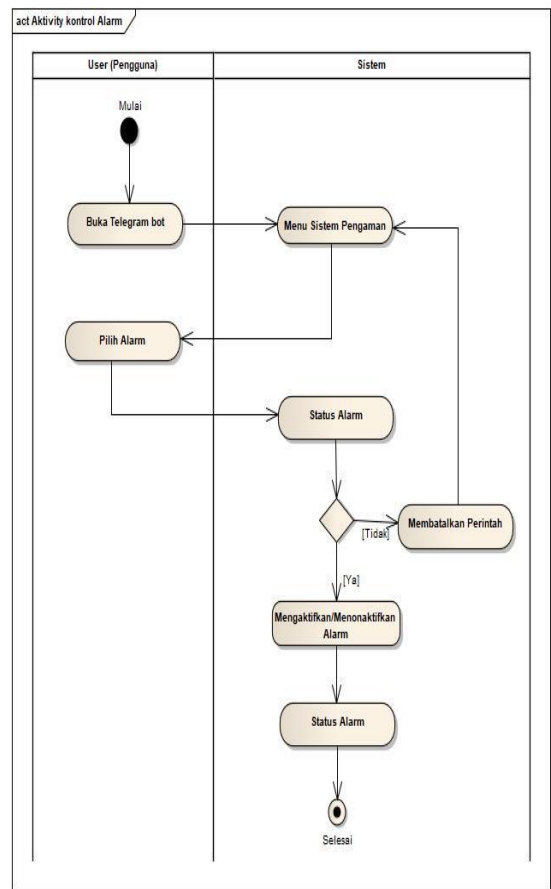 act Aktivity kontrol Alarm
User (Pengguna)
Sistem
Mulai
Buka Telegram bot
Menu Sistem Pengaman
Pilih Alarm
Status Alarm
[Tidak]
Membatalkan Perintah
[Ya]
Mengaktifkan/Menonaktifkan
Alarm
Status Alarm
Selesai